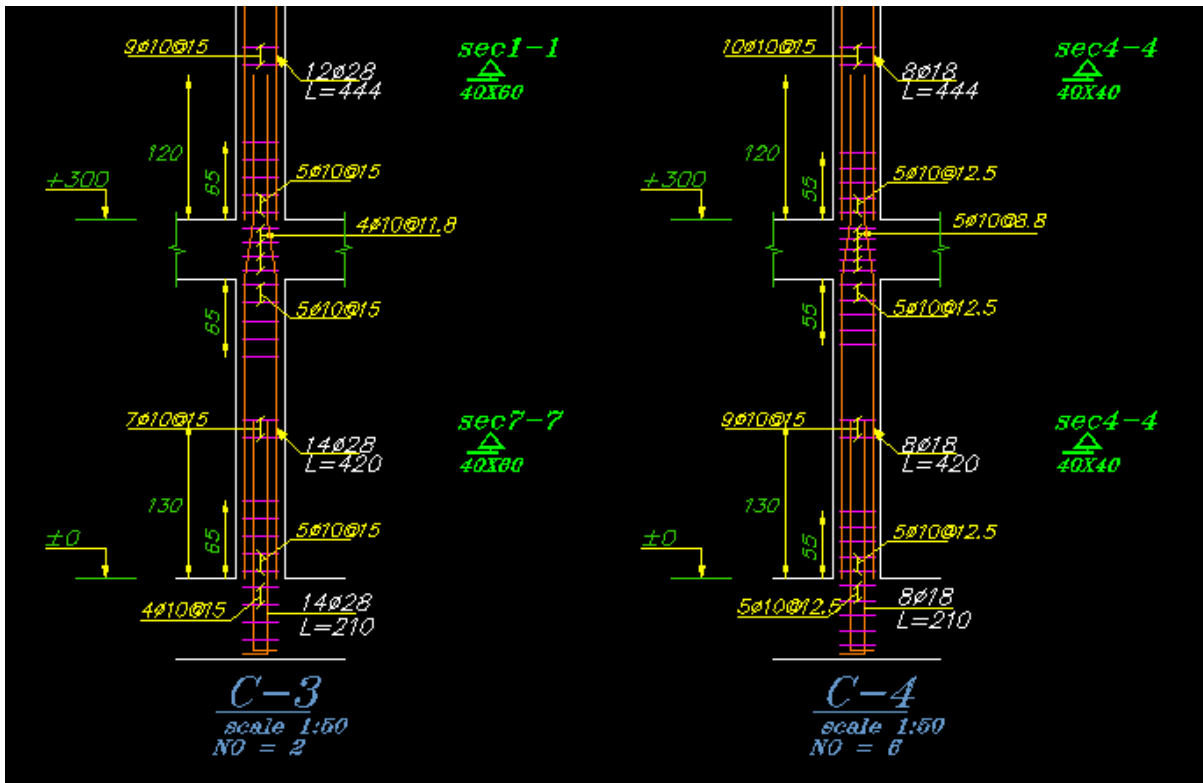 9ø10@15
12ø28
L=444
sec1-1
40X60
120
65
+300
5ø10@15
4ø10@11.8
5ø10@15
65
7ø10@15
14ø28
L=420
sec7-7
130
65
±0
5ø10@15
4ø10@15
14ø28
L=210
C-3
scale 1:50
NO = 2
10ø10@15
8ø18
L=444
sec4-4
40X40
120
55
+300
5ø10@12.5
5ø10@8.8
5ø10@12.5
55
9ø10@15
8ø18
L=420
sec4-4
40X40
130
55
±0
5ø10@12.5
5ø10@12.5
8ø18
L=210
C-4
scale 1:50
NO = 6